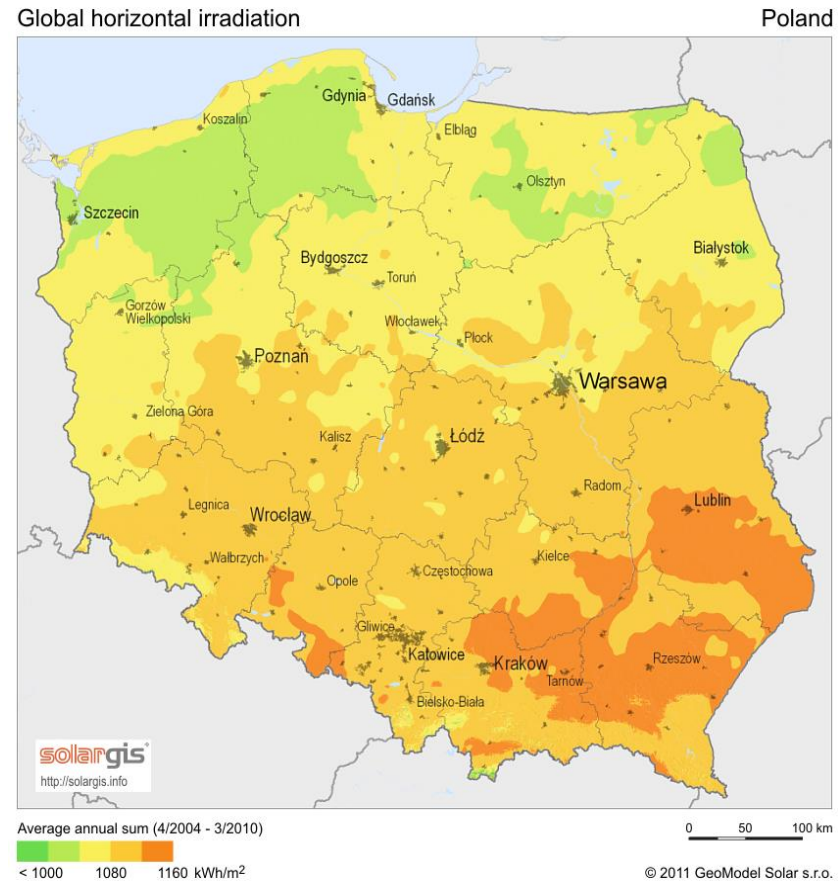 Global horizontal irradiation
Poland
Gdynia
Gdańsk
Koszalin
Elbląg
Olsztyn
Szczecin
Białystok
Bydgoszcz
Toruń
Gorzów
Wielkopolski
Włocławek
Płock
Poznań
Warsawa
Zielona Góra
Kalisz
Łódź
Radom
Lublin
Legnica
Wrocław
Wałbrzych
Kielce
Opole
Częstochowa
Gliwice
Katowice
Kraków
Tarnów
Rzeszów
Bielsko-Biała
solargis
http://solargis.info
Average annual sum (4/2004 - 3/2010)
0 50 100 km
< 1000 1080 1160 kWh/m²
© 2011 GeoModel Solar s.r.o.